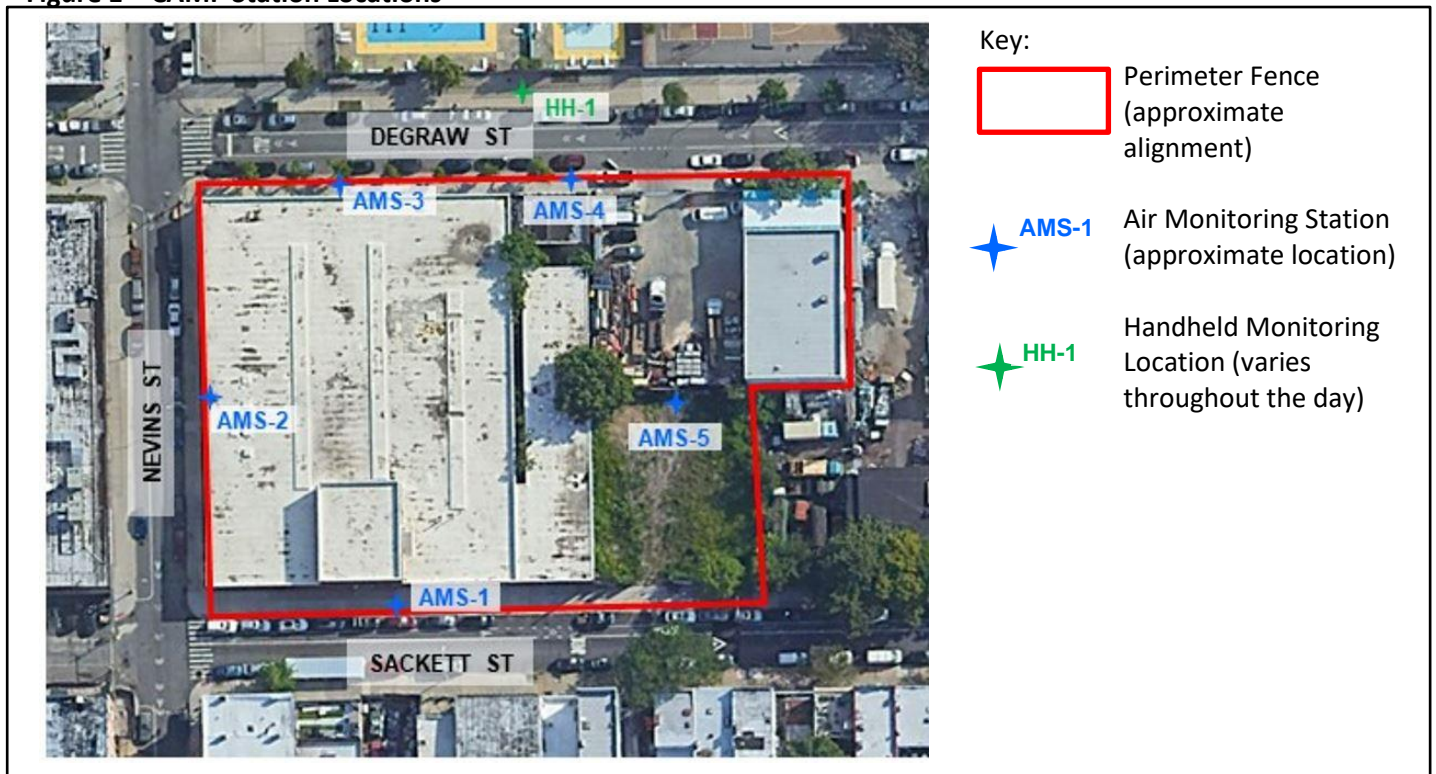 HH-1
DEGRAW ST
AMS-3
AMS-4
NEVINS ST
AMS-2
AMS-5
AMS-1
SACKETT ST
Key:
Perimeter Fence
(approximate
alignment)
AMS-1
Air Monitoring Station
(approximate location)
HH-1
Handheld Monitoring
Location (varies
throughout the day)